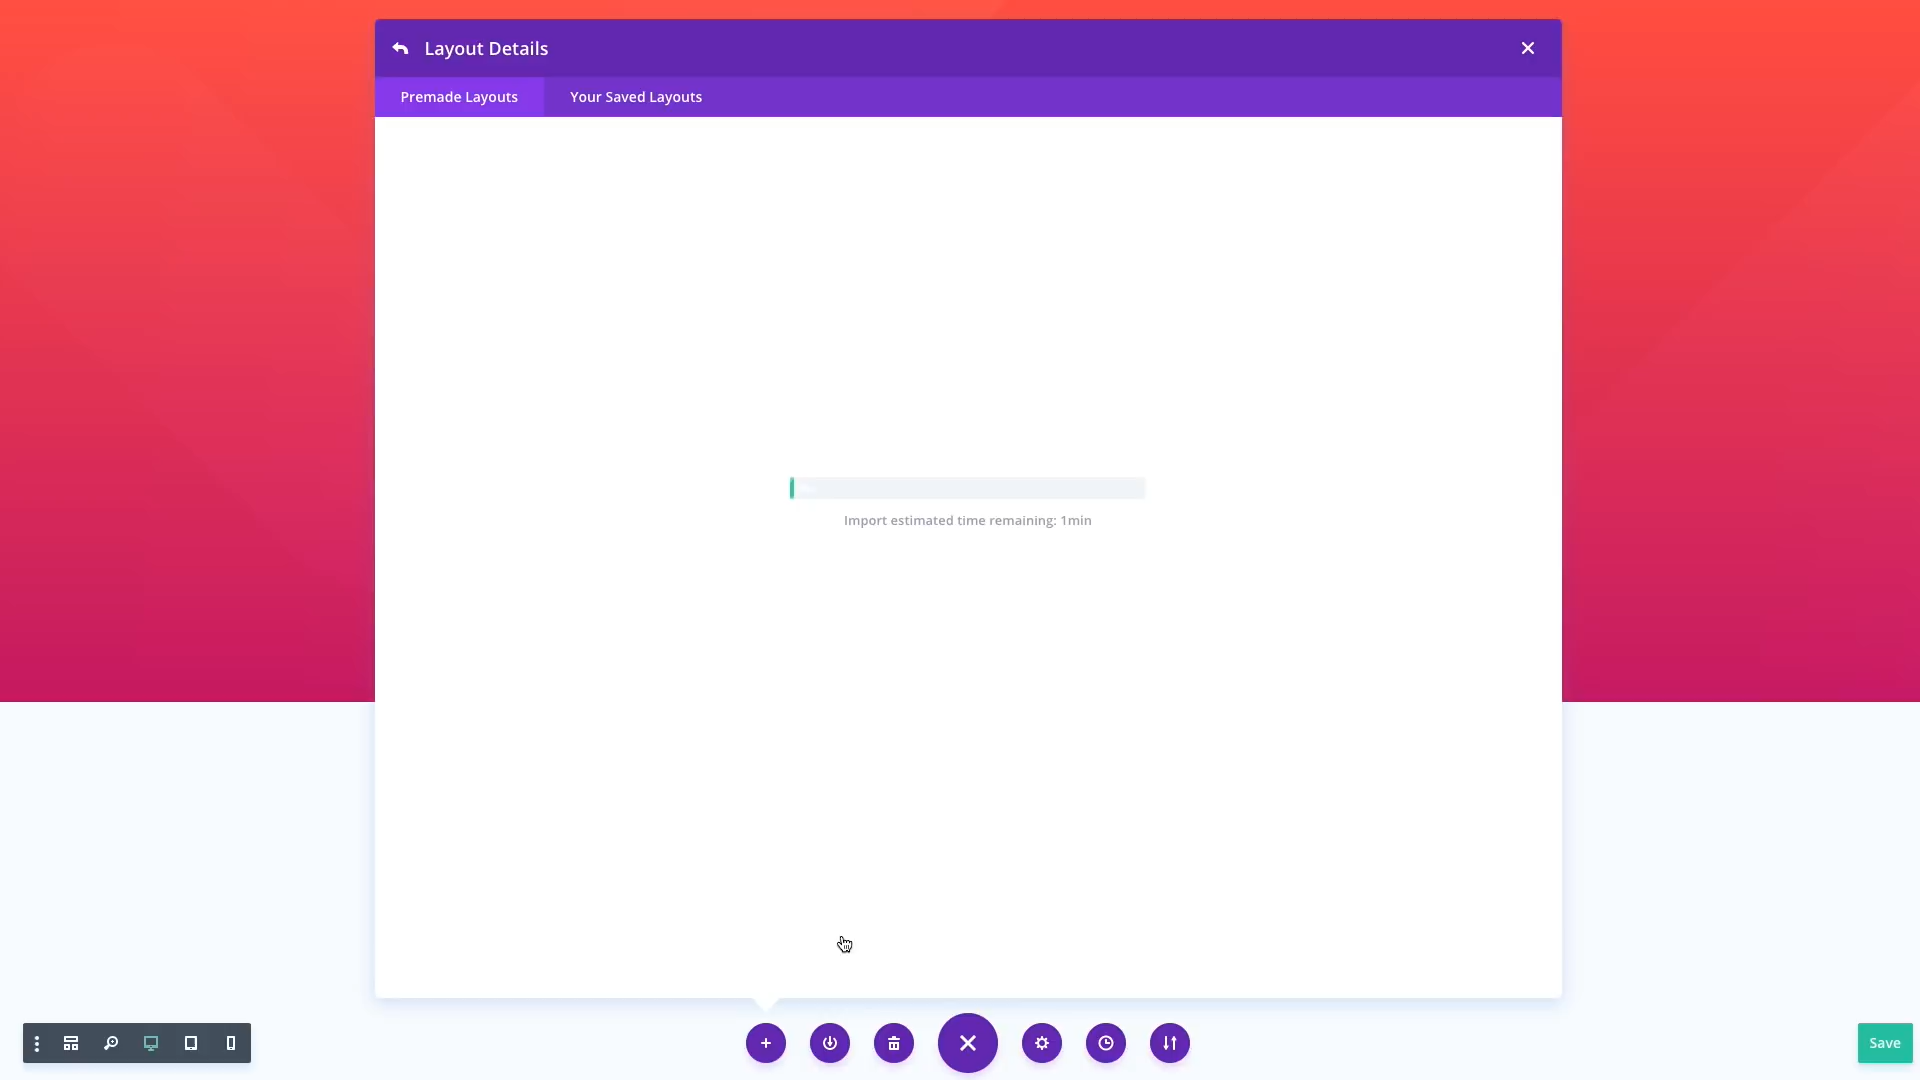 Layout Details
Premade Layouts
Your Saved Layouts
Import estimated time remaining: 1min
Save